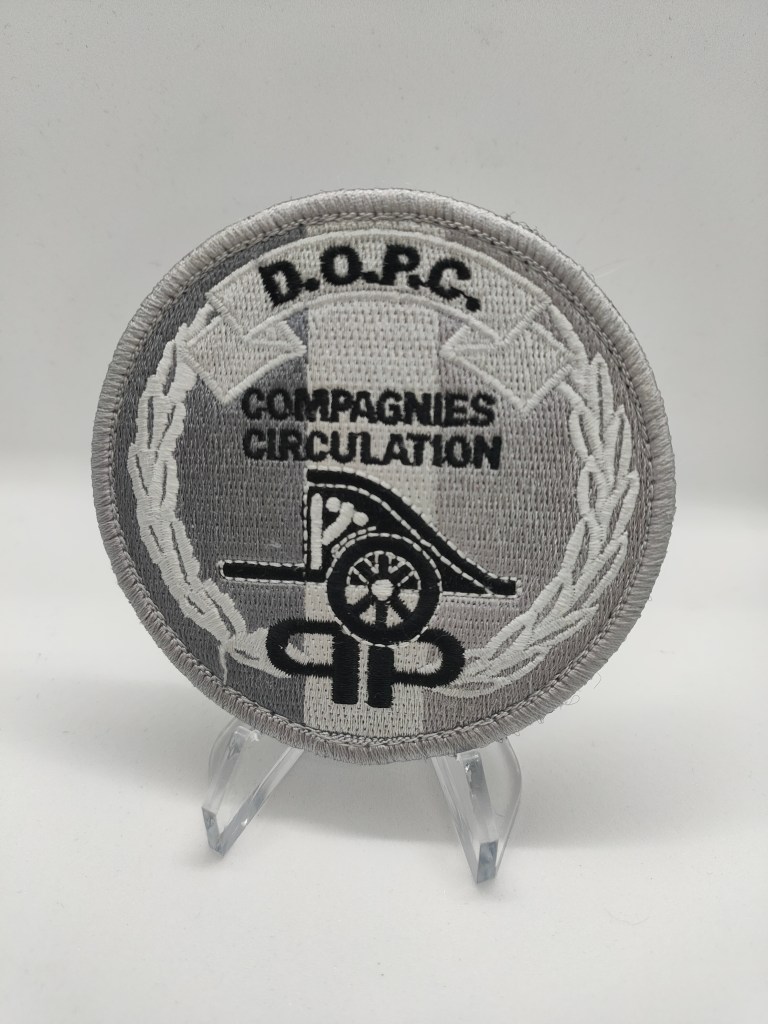 D.O.P.C.
COMPAGNIES
CIRCULATION
PP